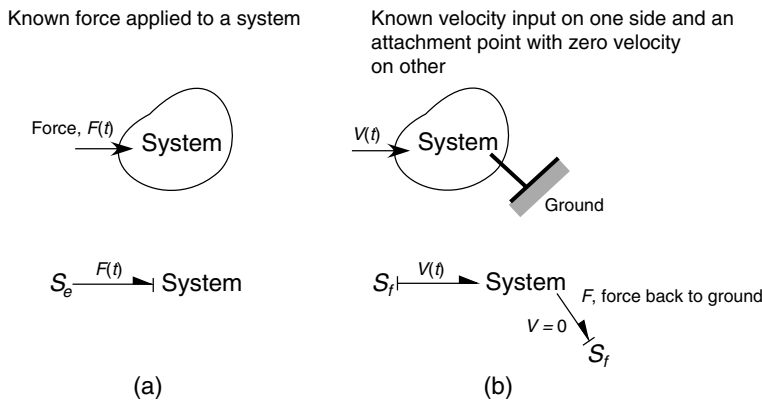 Known force applied to a system
Known velocity input on one side and an
attachment point with zero velocity
on other
Force, F(t)
System
V(t)
System
Ground
Se
F(t)
System
Sf
V(t)
System
F, force back to ground
V = 0
Sf
(a)
(b)